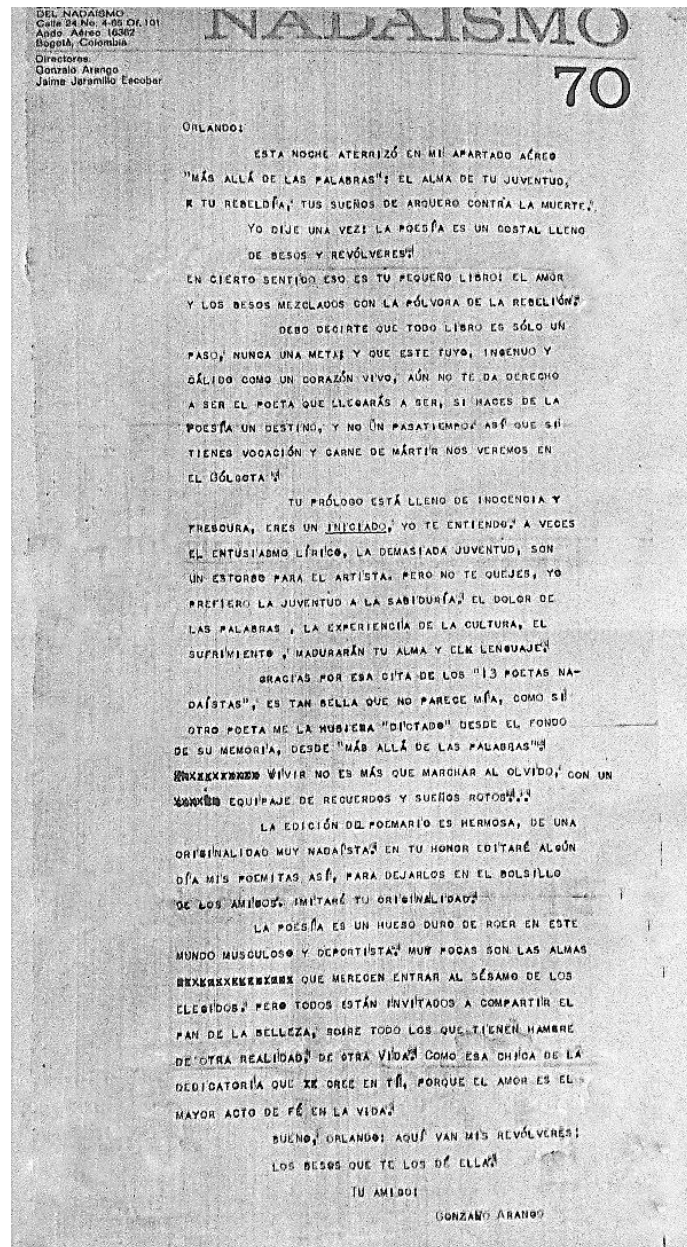 DEL NADAISMO
Calle 24 No. 4-05 Of. 101
Apdo Aéreo 16362
Bogotá, Colombia
Directores:
Gonzalo Arango
Jaime Jaramillo Escobar
NADAISMO
70
ORLANDO:
ESTA NOCHE ATERRIZÓ EN MI APARTADO AÉREO
"MÁS ALLÁ DE LAS PALABRAS": EL ALMA DE TU JUVENTUD,
TU REBELDÍA, TUS SUEÑOS DE ARQUERO CONTRA LA MUERTE.
YO DIJE UNA VEZ: LA POESÍA ES UN COSTAL LLENO
DE BESOS Y REVÓLVERES.
EN CIERTO SENTIDO ESO ES TU PEQUEÑO LIBRO: EL AMOR
Y LOS BESOS MEZCLADOS CON LA PÓLVORA DE LA REBELIÓN.
DEBO DECIRTE QUE TODO LIBRO ES SÓLO UN
PASO, NUNCA UNA META; Y QUE ESTE TUYO, INGENUO Y
CÁLIDO COMO UN CORAZÓN VIVO, AÚN NO TE DA DERECHO
A SER EL POETA QUE LLEGARÁS A SER, SI HACES DE LA
POESÍA UN DESTINO, Y NO UN PASATIEMPO. ASÍ QUE SI
TIENES VOCACIÓN Y CARNE DE MÁRTIR NOS VEREMOS EN
EL GÓLGOTA.
TU PRÓLOGO ESTÁ LLENO DE INOCENCIA Y
FRESCURA, ERES UN INICIADO, YO TE ENTIENDO. A VECES
EL ENTUSIASMO LÍRICO, LA DEMASIADA JUVENTUD, SON
UN ESTORBO PARA EL ARTISTA. PERO NO TE QUEJES, YO
PREFIERO LA JUVENTUD A LA SABIDURÍA. EL DOLOR DE
LAS PALABRAS , LA EXPERIENCIA DE LA CULTURA, EL
SUFRIMIENTO , MADURARÁN TU ALMA Y ELK LENGUAJE.
GRACIAS POR ESA CITA DE LOS "13 POETAS NA-
DAÍSTAS", ES TAN BELLA QUE NO PARECE MÍA, COMO SI
OTRO POETA ME LA HUBIERA "DICTADO" DESDE EL FONDO
DE SU MEMORIA, DESDE "MÁS ALLÁ DE LAS PALABRAS":
VIVIR NO ES MÁS QUE MARCHAR AL OLVIDO, CON UN
EQUIPAJE DE RECUERDOS Y SUEÑOS ROTOS...
LA EDICIÓN DEL POEMARIO ES HERMOSA, DE UNA
ORIGINALIDAD MUY NADAÍSTA. EN TU HONOR EDITARÉ ALGÚN
DÍA MIS POEMITAS ASÍ, PARA DEJARLOS EN EL BOLSILLO
DE LOS AMIGOS. IMITARÉ TU ORIGINALIDAD.
LA POESÍA ES UN HUESO DURO DE ROER EN ESTE
MUNDO MUSCULOSO Y DEPORTISTA. MUY POCAS SON LAS ALMAS
QUE MERECEN ENTRAR AL SÉSAMO DE LOS
ELEGIDOS. PERO TODOS ESTÁN INVITADOS A COMPARTIR EL
PAN DE LA BELLEZA, SOBRE TODO LOS QUE TIENEN HAMBRE
DE OTRA REALIDAD, DE OTRA VIDA. COMO ESA CHICA DE LA
DEDICATORIA QUE XE CREE EN TÍ, PORQUE EL AMOR ES EL
MAYOR ACTO DE FÉ EN LA VIDA.
BUENO, ORLANDO: AQUÍ VAN MIS REVÓLVERES:
LOS BESOS QUE TE LOS DÉ ELLA.
TU AMIGO:
GONZALO ARANGO